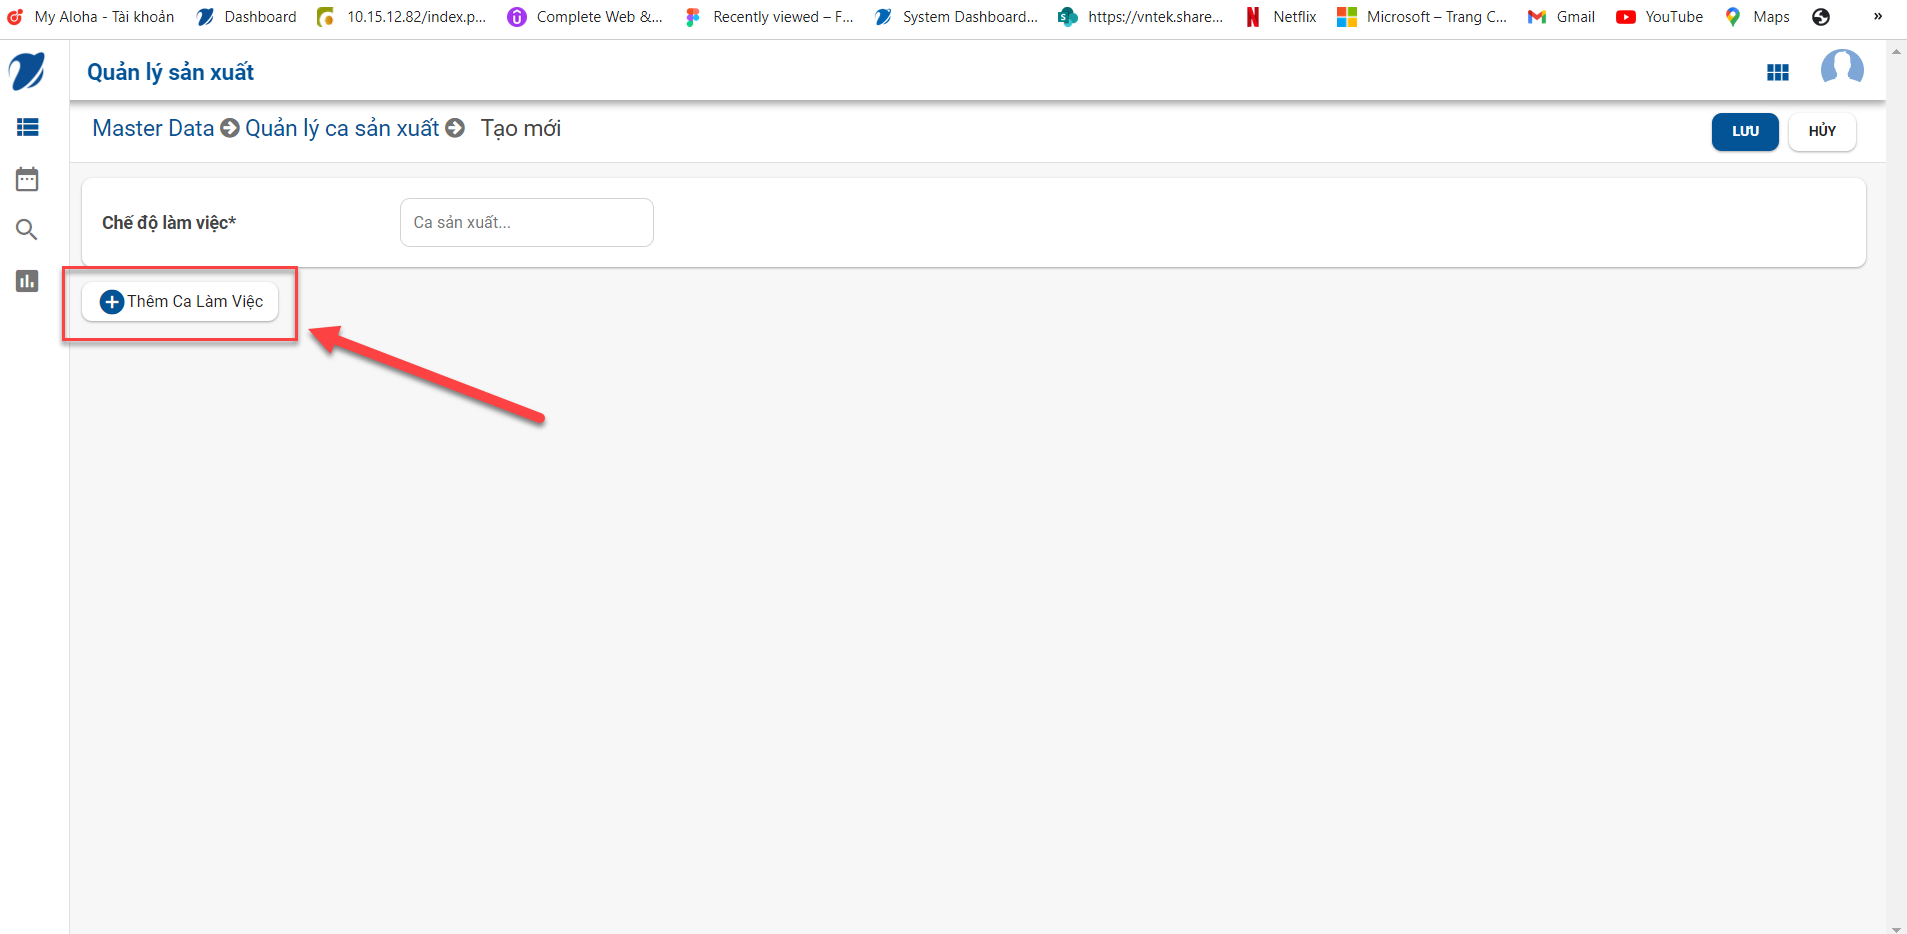 My Aloha - Tài khoản Dashboard 10.15.12.82/index.p... Complete Web &... Recently viewed – F... System Dashboard... https://vntek.share... Netflix Microsoft – Trang C... Gmail YouTube Maps »
Quản lý sản xuất
Master Data Quản lý ca sản xuất Tạo mới LƯU HỦY
Chế độ làm việc* Ca sản xuất...
Thêm Ca Làm Việc